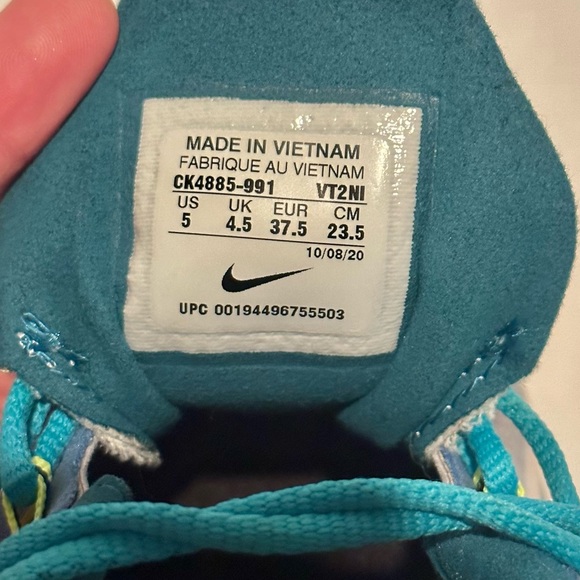 MADE IN VIETNAM
FABRIQUE AU VIETNAM
CK4885-991 VT2NI
US UK EUR CM
5 4.5 37.5 23.5
10/08/20
UPC 00194496755503